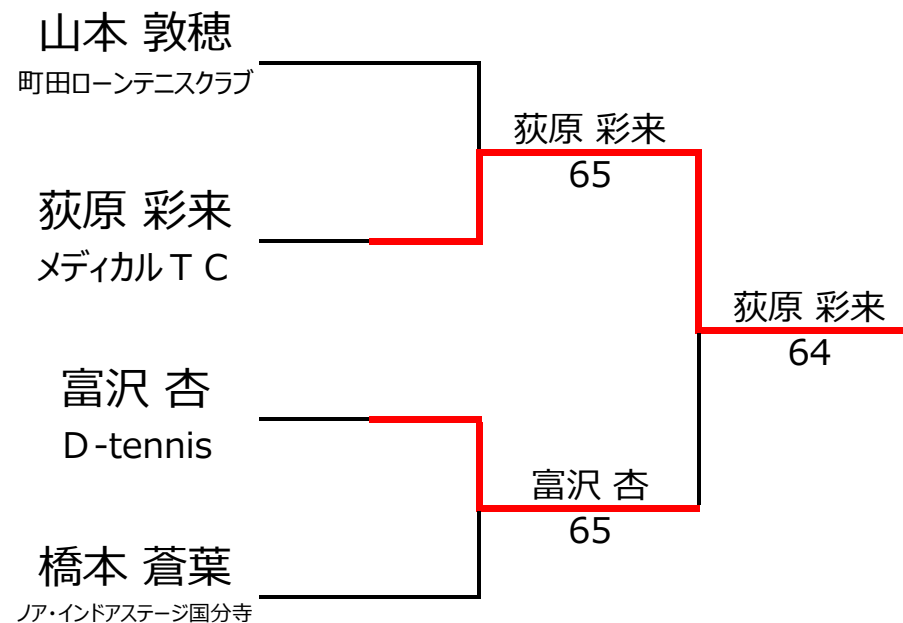 山本 敦穂
町田ローンテニスクラブ
荻原 彩来
65
荻原 彩来
メディカルＴＣ
荻原 彩来
64
富沢 杏
Ｄ-tennis
富沢 杏
65
橋本 蒼葉
ノア・インドアステージ国分寺